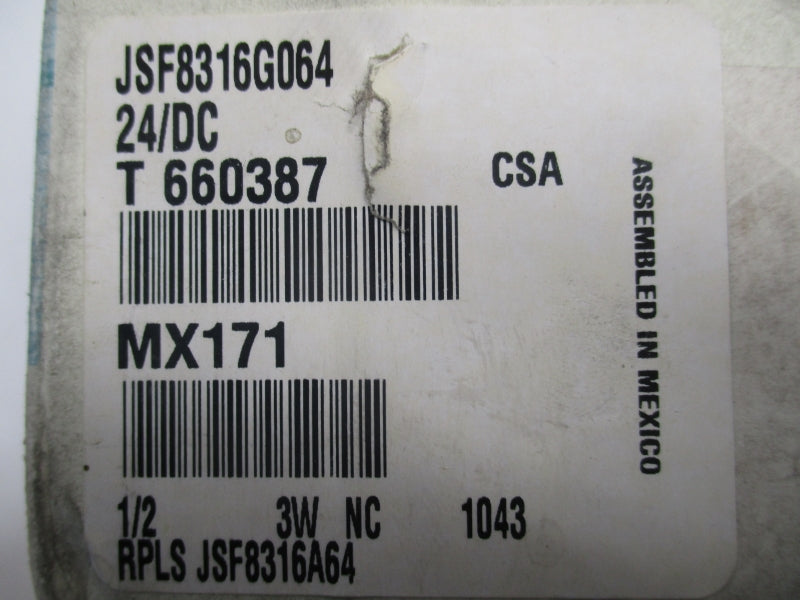 JSF8316G064
24/DC
T 660387
CSA
ASSEMBLED IN MEXICO
MX171
1/2 3W NC 1043
RPLS JSF8316A64